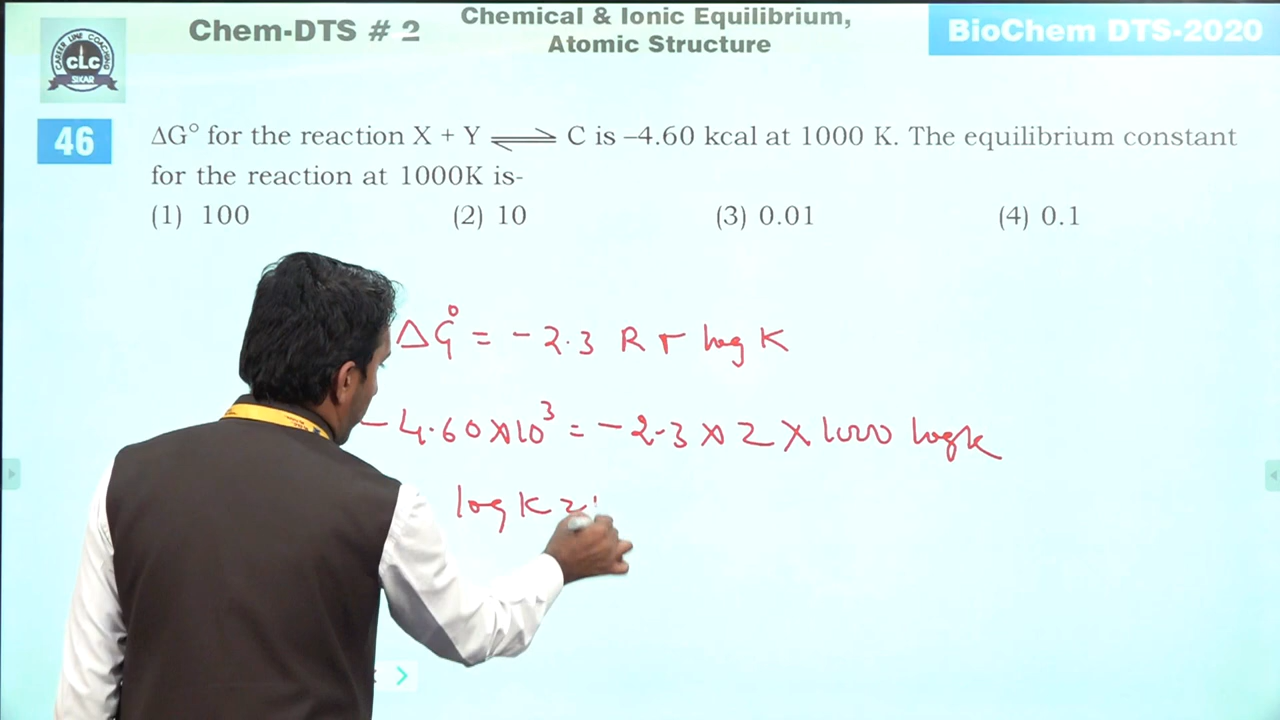 Chem-DTS # 2
Chemical & Ionic Equilibrium,
Atomic Structure
BioChem DTS-2020
CAREER LINE COACHING
CLC
SIKAR
46
ΔG° for the reaction X + Y ⇌ C is –4.60 kcal at 1000 K. The equilibrium constant
for the reaction at 1000K is-
(1) 100 (2) 10 (3) 0.01 (4) 0.1
ΔG° = -2.3 RT log K
-4.60×10³ = -2.3 × 2 × 1000 log K
log K =